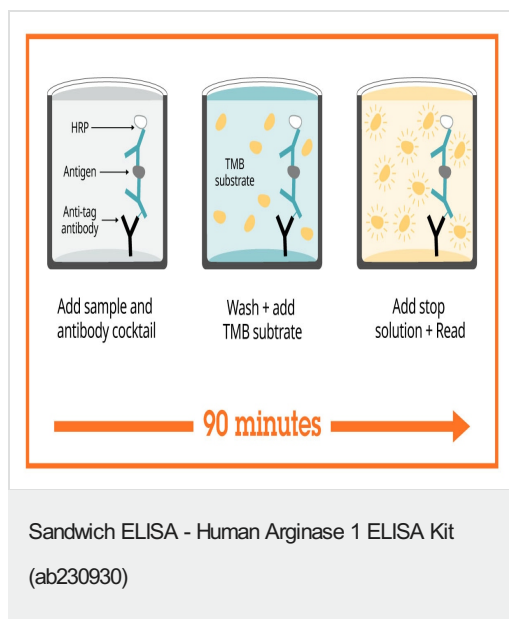 HRP
Antigen
Anti-tag
antibody
TMB
substrate
Add sample and
antibody cocktail
Wash + add
TMB subtrate
Add stop
solution + Read
90 minutes
Sandwich ELISA - Human Arginase 1 ELISA Kit
(ab230930)